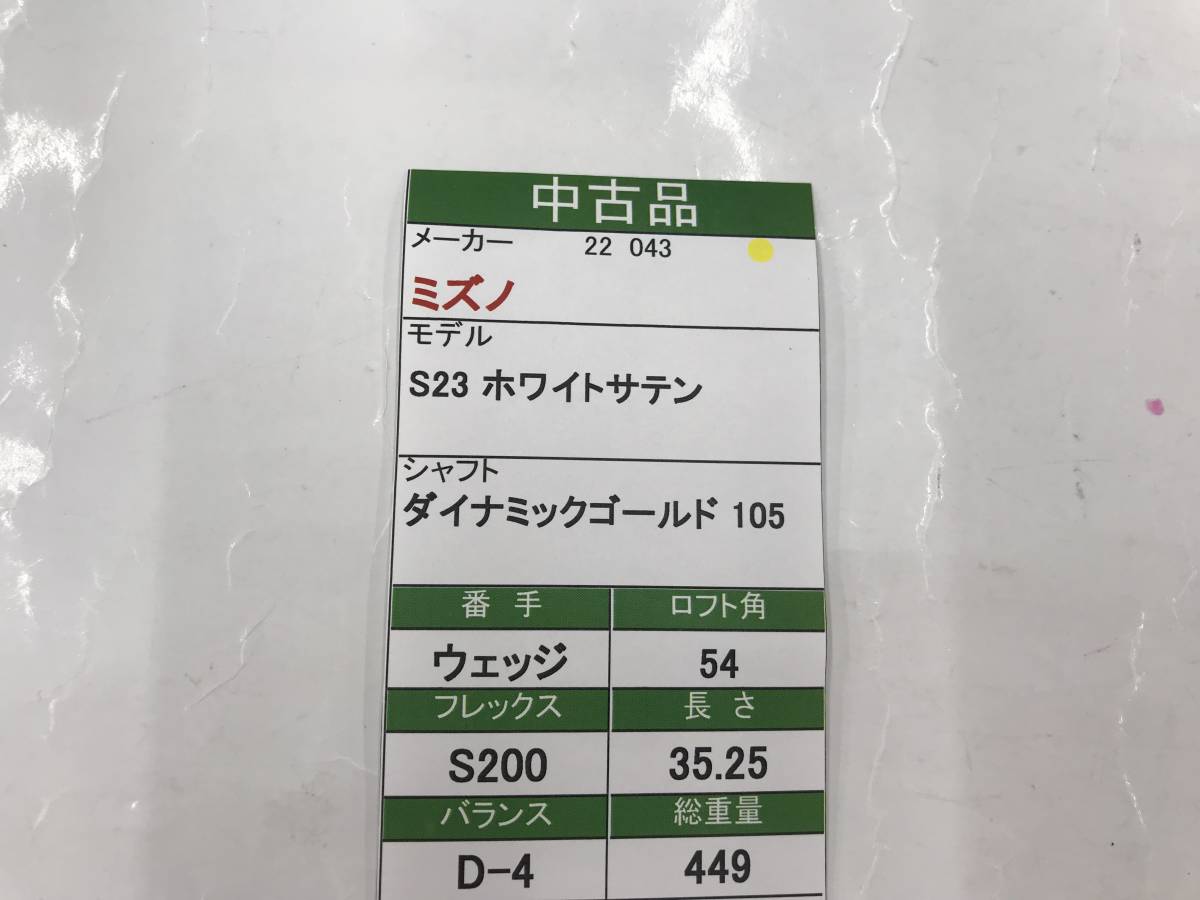 中古品
メーカー 22 043
ミズノ
モデル
S23 ホワイトサテン
シャフト
ダイナミックゴールド 105
番手 ロフト角
ウェッジ 54
フレックス 長さ
S200 35.25
バランス 総重量
D-4 449